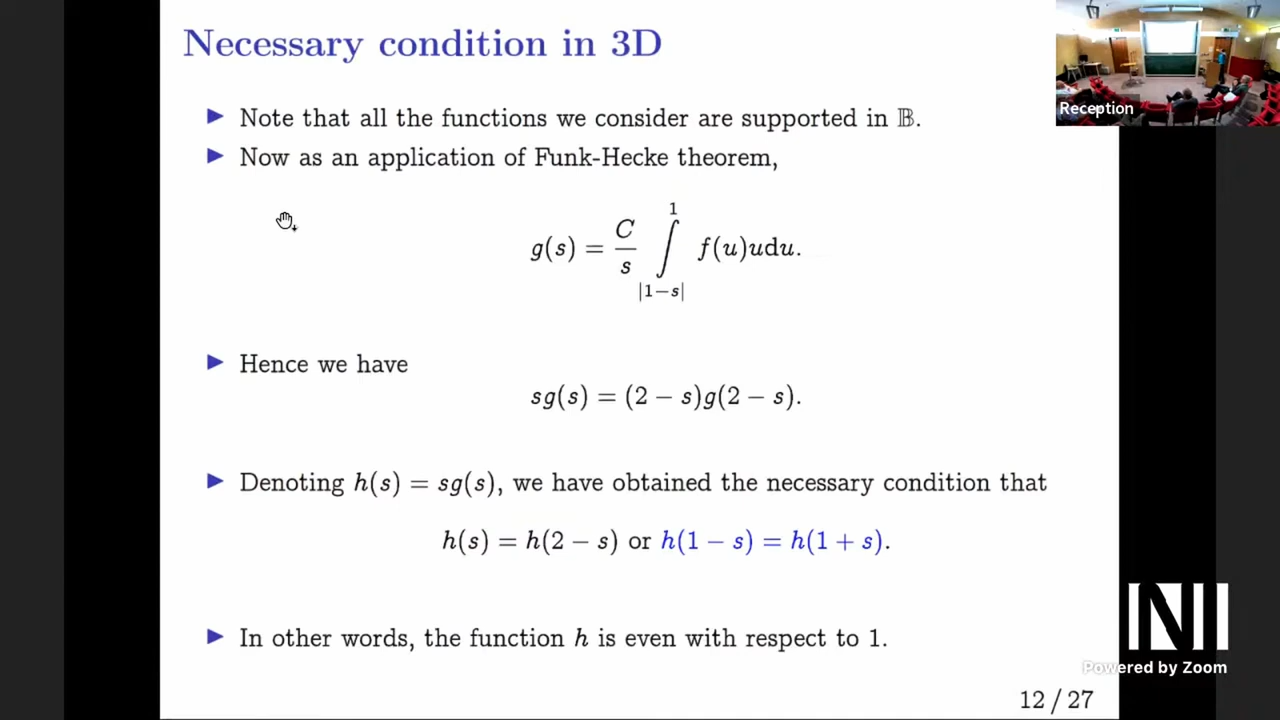 Necessary condition in 3D
Reception
▶ Note that all the functions we consider are supported in 𝔹.
▶ Now as an application of Funk-Hecke theorem,
g(s) = C/s ∫_{|1−s|}^{1} f(u)udu.
▶ Hence we have
sg(s) = (2 − s)g(2 − s).
▶ Denoting h(s) = sg(s), we have obtained the necessary condition that
h(s) = h(2 − s) or h(1 − s) = h(1 + s).
▶ In other words, the function h is even with respect to 1.
Powered by Zoom
12 / 27